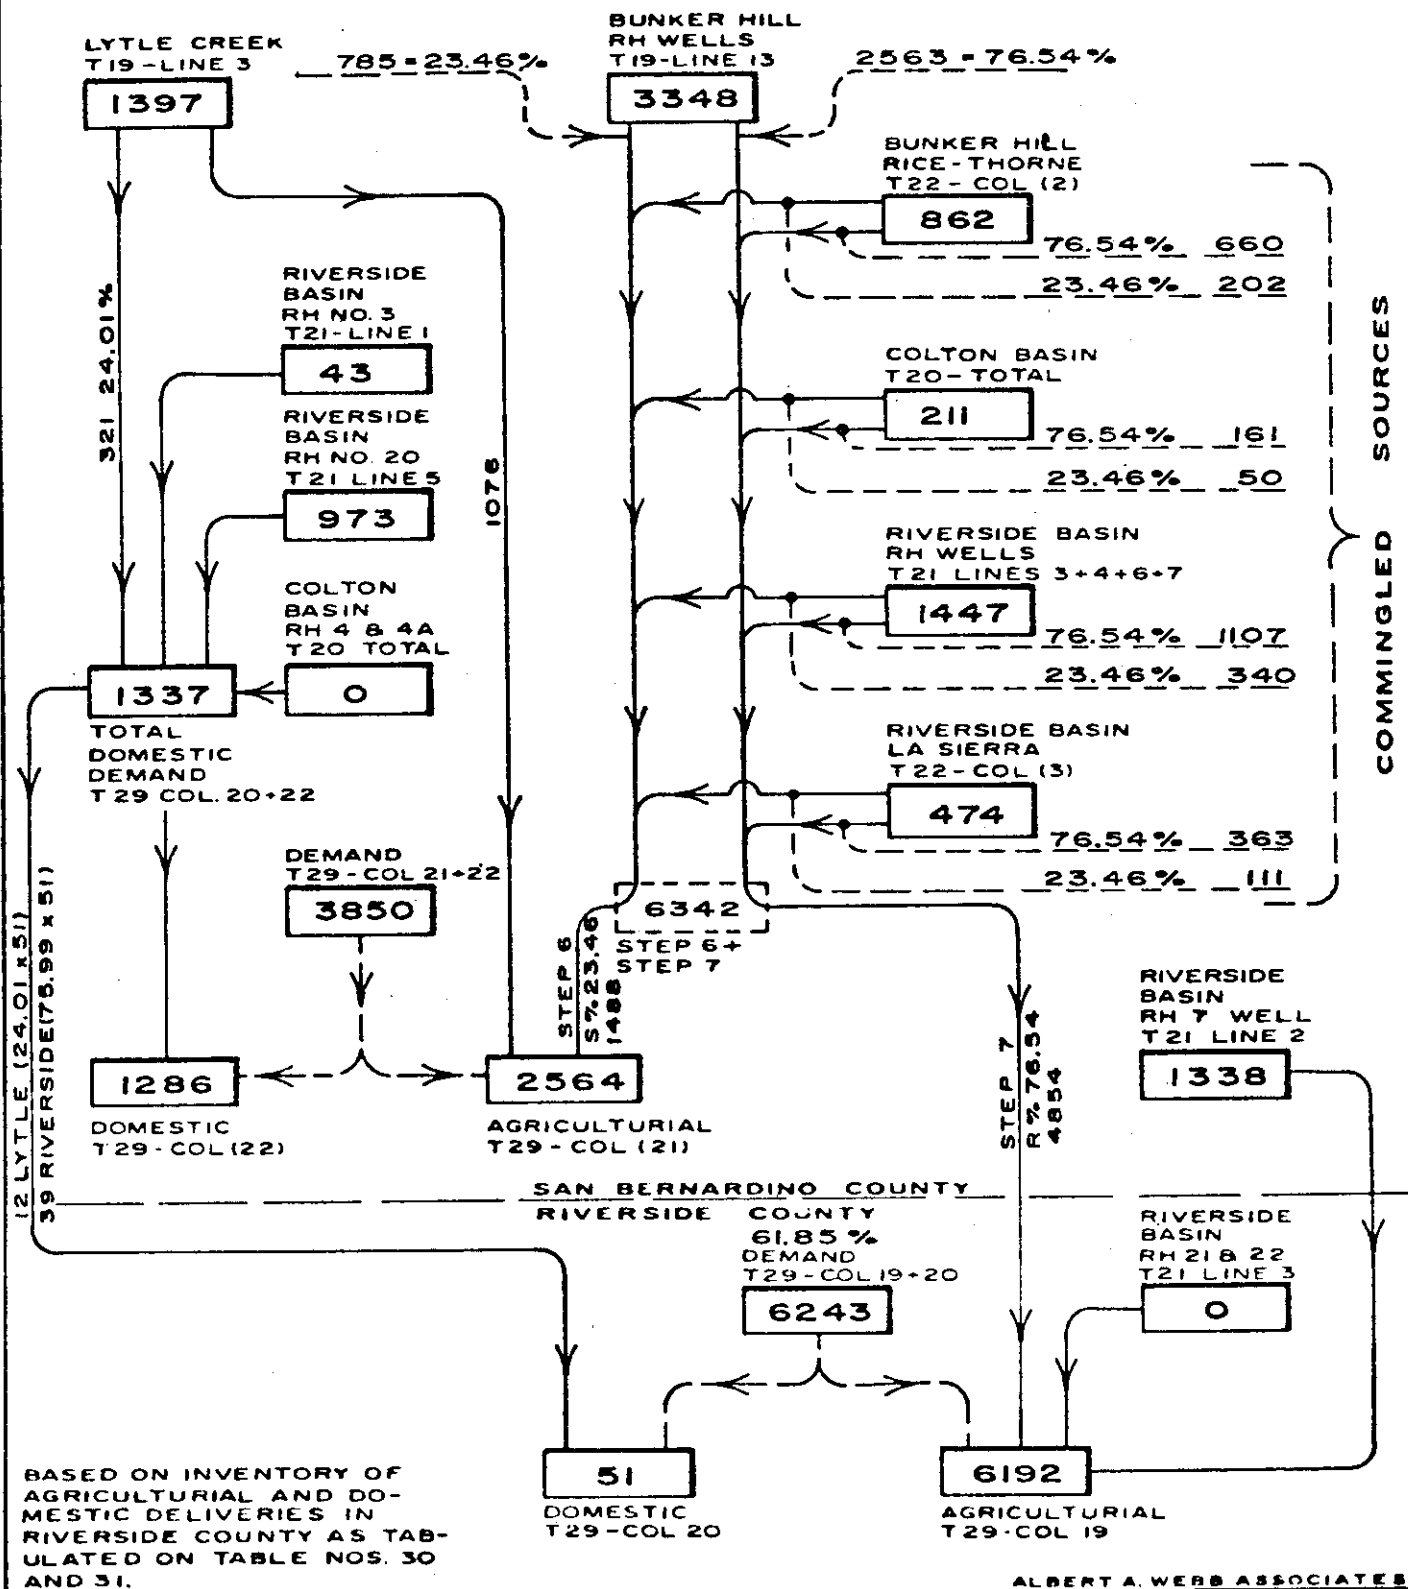 LYTLE CREEK
T19-LINE 3
1397
785 = 23.46%
BUNKER HILL
RH WELLS
T19-LINE 13
3348
2563 = 76.54%
BUNKER HILL
RICE-THORNE
T22-COL (2)
862
76.54% 660
23.46% 202
321 24.01%
RIVERSIDE
BASIN
RH NO. 3
T21-LINE 1
43
RIVERSIDE
BASIN
RH NO. 20
T21 LINE 5
973
COLTON
BASIN
RH 4 & 4A
T20 TOTAL
0
1076
COLTON BASIN
T20-TOTAL
211
76.54% 161
23.46% 50
RIVERSIDE BASIN
RH WELLS
T21 LINES 3+4+6+7
1447
76.54% 1107
23.46% 340
RIVERSIDE BASIN
LA SIERRA
T22-COL (3)
474
76.54% 363
23.46% 111
COMMINGLED SOURCES
1337
TOTAL
DOMESTIC
DEMAND
T29 COL. 20+22
DEMAND
T29-COL 21+22
3850
6342
STEP 6+
STEP 7
STEP 6
S%23.46
1488
12 LYTLE (24.01 x 51)
39 RIVERSIDE (75.99 x 51)
1286
DOMESTIC
T29-COL (22)
2564
AGRICULTURIAL
T29-COL (21)
STEP 7
R%76.54
4854
RIVERSIDE
BASIN
RH 7 WELL
T21 LINE 2
1338
SAN BERNARDINO COUNTY
RIVERSIDE COUNTY
61.85 %
DEMAND
T29-COL 19+20
6243
RIVERSIDE
BASIN
RH 21 & 22
T21 LINE 3
0
51
DOMESTIC
T29-COL 20
6192
AGRICULTURIAL
T29-COL 19
BASED ON INVENTORY OF
AGRICULTURIAL AND DO-
MESTIC DELIVERIES IN
RIVERSIDE COUNTY AS TAB-
ULATED ON TABLE NOS. 30
AND 31.
ALBERT A. WEBB ASSOCIATES